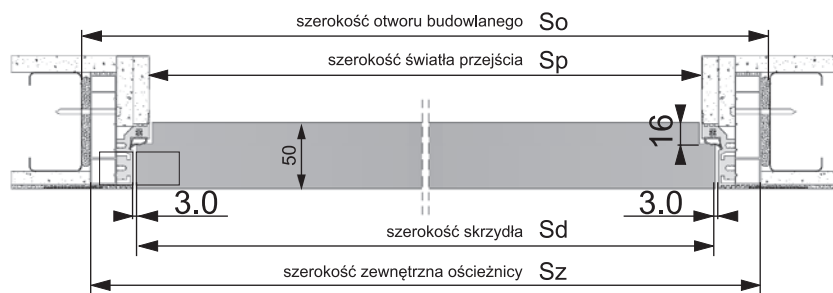 szerokość otworu budowlanego So
szerokość światła przejścia Sp
50
16
3.0
3.0
szerokość skrzydła Sd
szerokość zewnętrzna ościeżnicy Sz